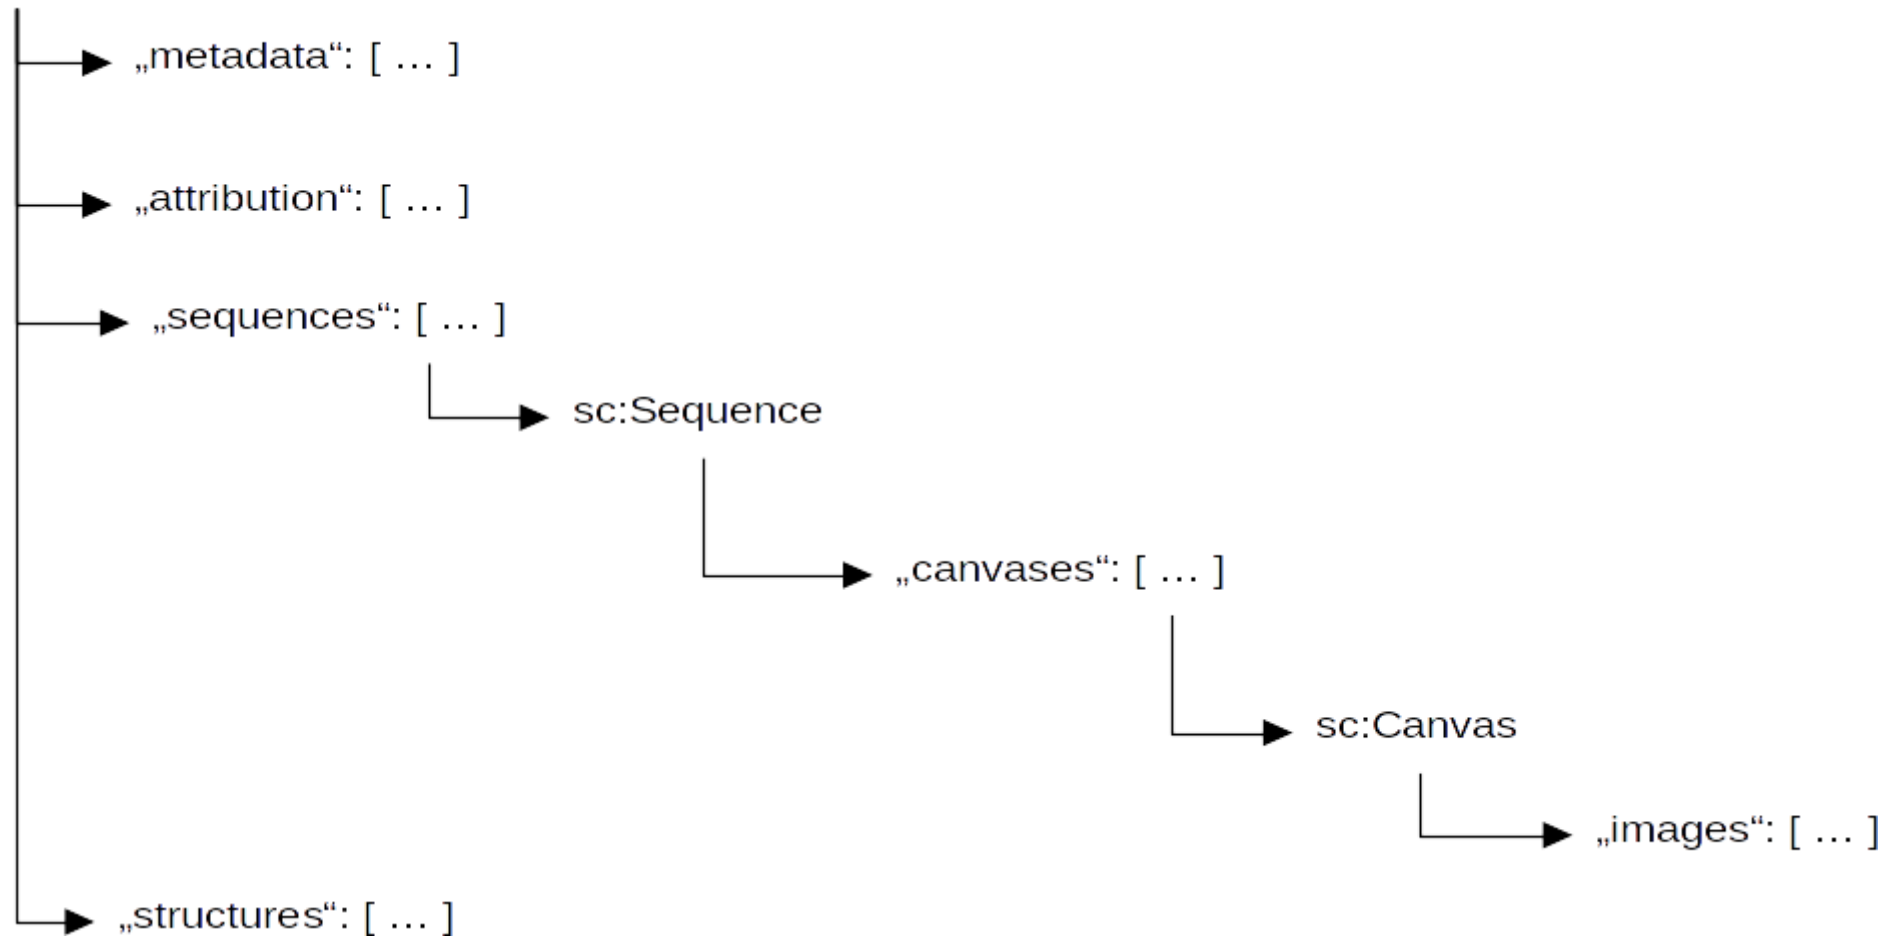 „metadata“: [ … ]
„attribution“: [ … ]
„sequences“: [ … ]
sc:Sequence
„canvases“: [ … ]
sc:Canvas
„images“: [ … ]
„structures“: [ … ]